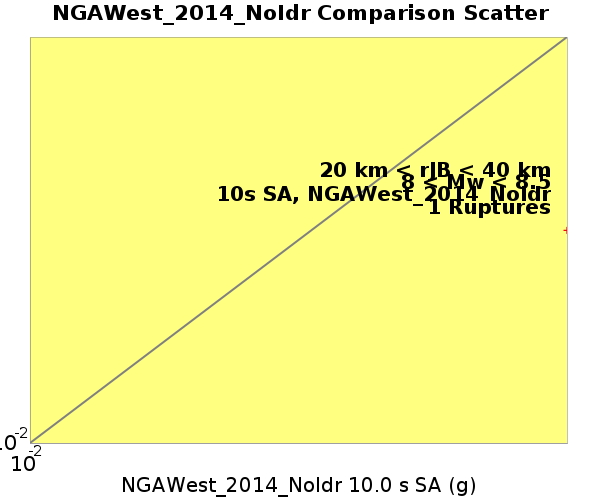 NGAWest_2014_NoIdr Comparison Scatter
20 km < rJB < 40 km
8 < Mw < 8.5
10s SA, NGAWest_2014_NoIdr
1 Ruptures
10-2
10-2
NGAWest_2014_NoIdr 10.0 s SA (g)